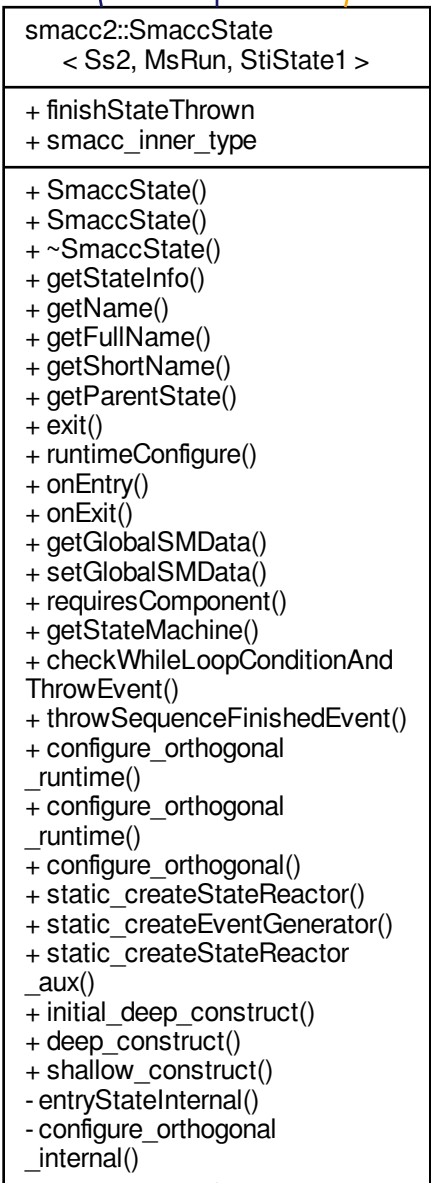 smacc2::SmaccState
< Ss2, MsRun, StiState1 >
+ finishStateThrown
+ smacc_inner_type
+ SmaccState()
+ SmaccState()
+ ~SmaccState()
+ getStateInfo()
+ getName()
+ getFullName()
+ getShortName()
+ getParentState()
+ exit()
+ runtimeConfigure()
+ onEntry()
+ onExit()
+ getGlobalSMData()
+ setGlobalSMData()
+ requiresComponent()
+ getStateMachine()
+ checkWhileLoopConditionAnd
ThrowEvent()
+ throwSequenceFinishedEvent()
+ configure_orthogonal
_runtime()
+ configure_orthogonal
_runtime()
+ configure_orthogonal()
+ static_createStateReactor()
+ static_createEventGenerator()
+ static_createStateReactor
_aux()
+ initial_deep_construct()
+ deep_construct()
+ shallow_construct()
- entryStateInternal()
- configure_orthogonal
_internal()